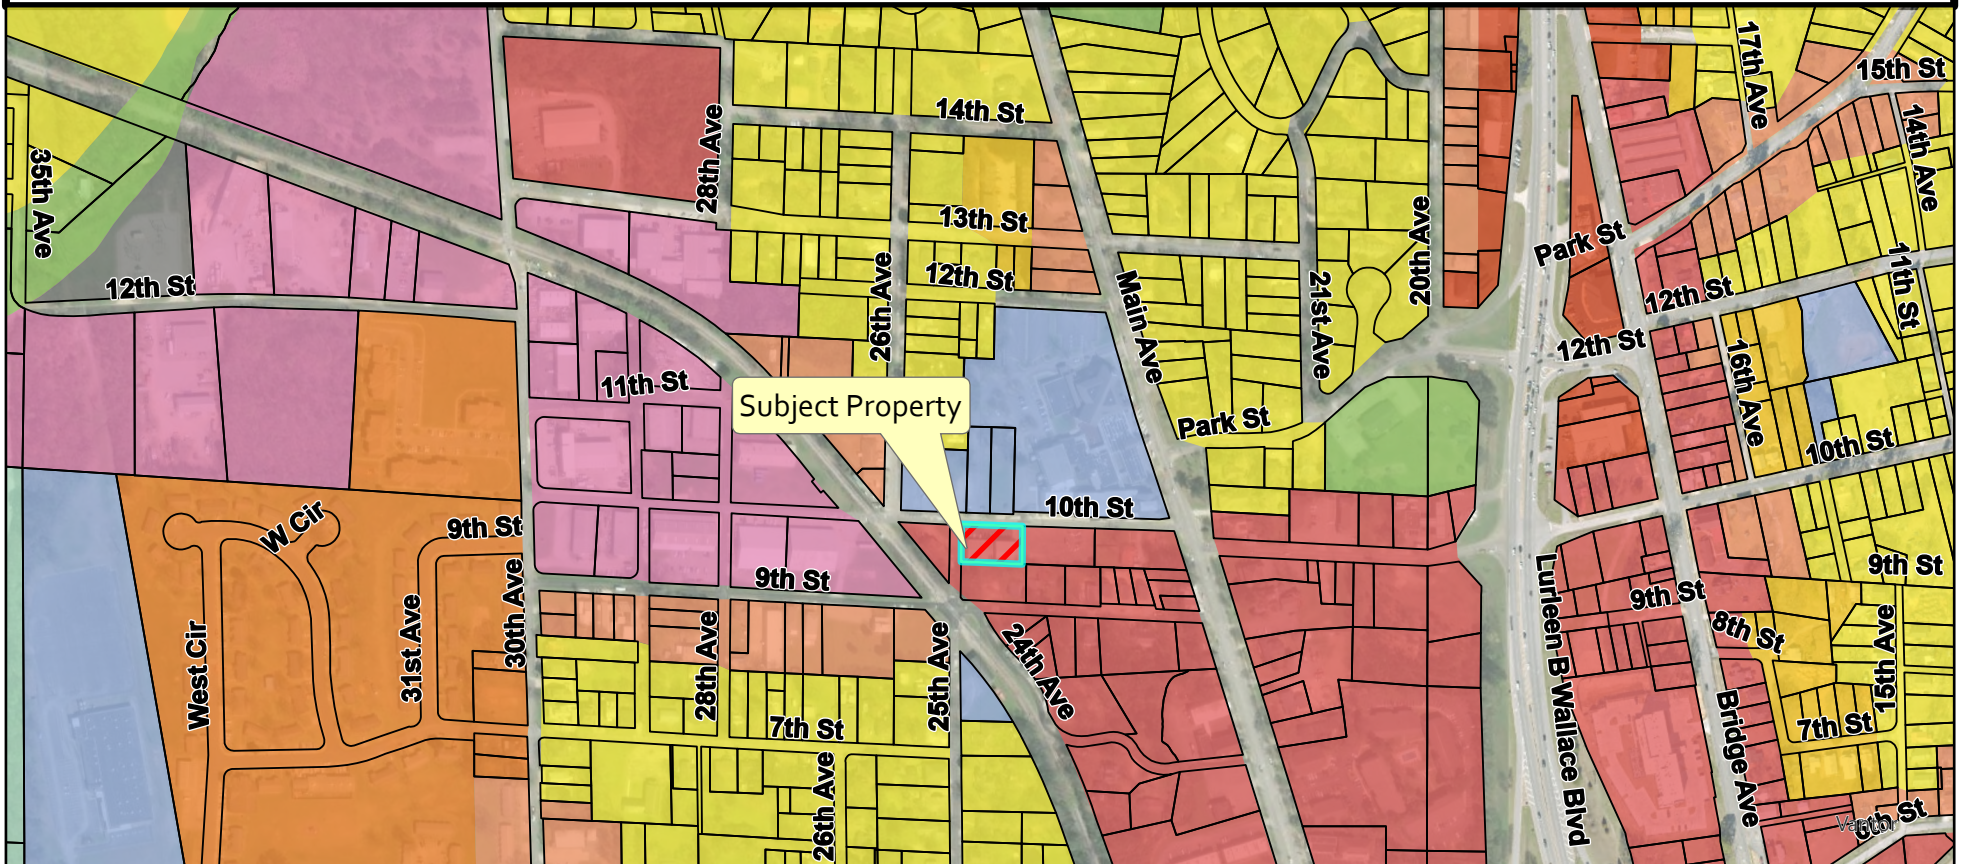 17th Ave
15th St
14th St
28th Ave
14th Ave
35th Ave
13th St
Park St
20th Ave
12th St
12th St
26th Ave
Main Ave
21st Ave
12th St
11th St
12th St
16th Ave
11th St
Subject Property
Park St
10th St
W Cir
9th St
10th St
9th St
30th Ave
9th St
9th St
8th St
West Cir
31st Ave
28th Ave
25th Ave
24th Ave
Lurleen B Wallace Blvd
15th Ave
7th St
7th St
Bridge Ave
26th Ave
6th St
Vantor